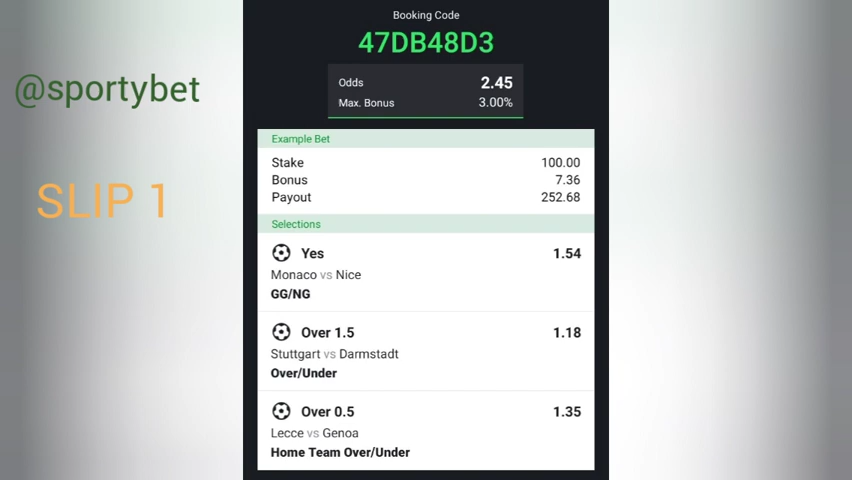 Booking Code
47DB48D3
@sportybet
Odds 2.45
Max. Bonus 3.00%
SLIP 1
Example Bet
Stake 100.00
Bonus 7.36
Payout 252.68
Selections
Yes 1.54
Monaco vs Nice
GG/NG
Over 1.5 1.18
Stuttgart vs Darmstadt
Over/Under
Over 0.5 1.35
Lecce vs Genoa
Home Team Over/Under